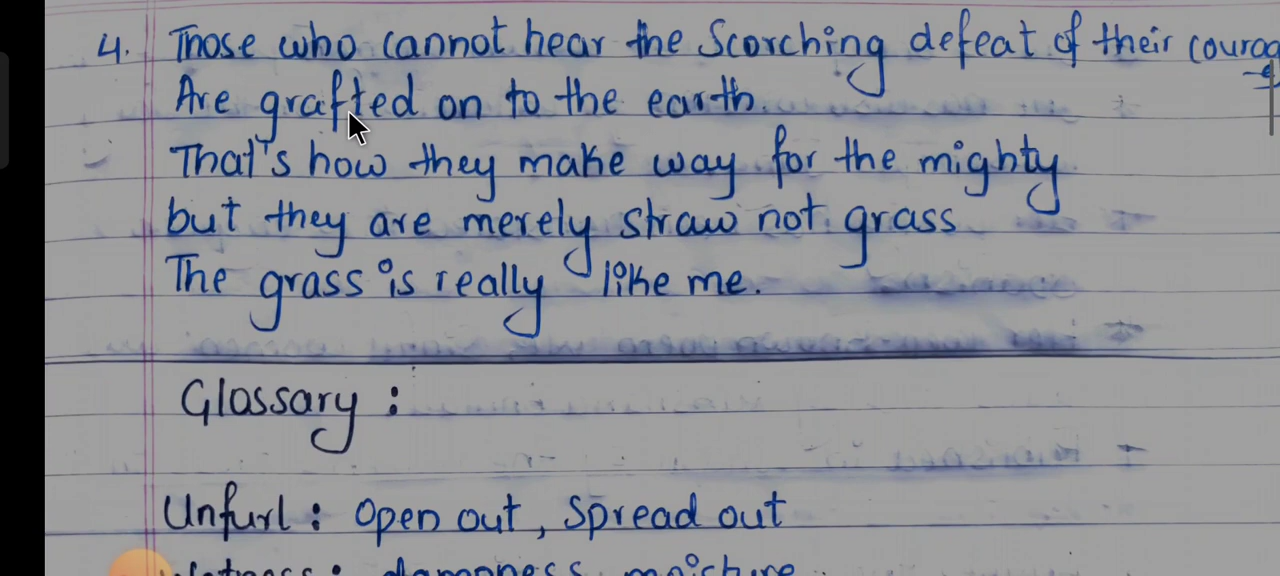 4. Those who cannot hear the Scorching defeat of their courag
e
Are grafted on to the earth.
That's how they make way for the mighty
but they are merely straw not grass
The grass is really like me.
Glossary :
Unfurl : Open out, Spread out